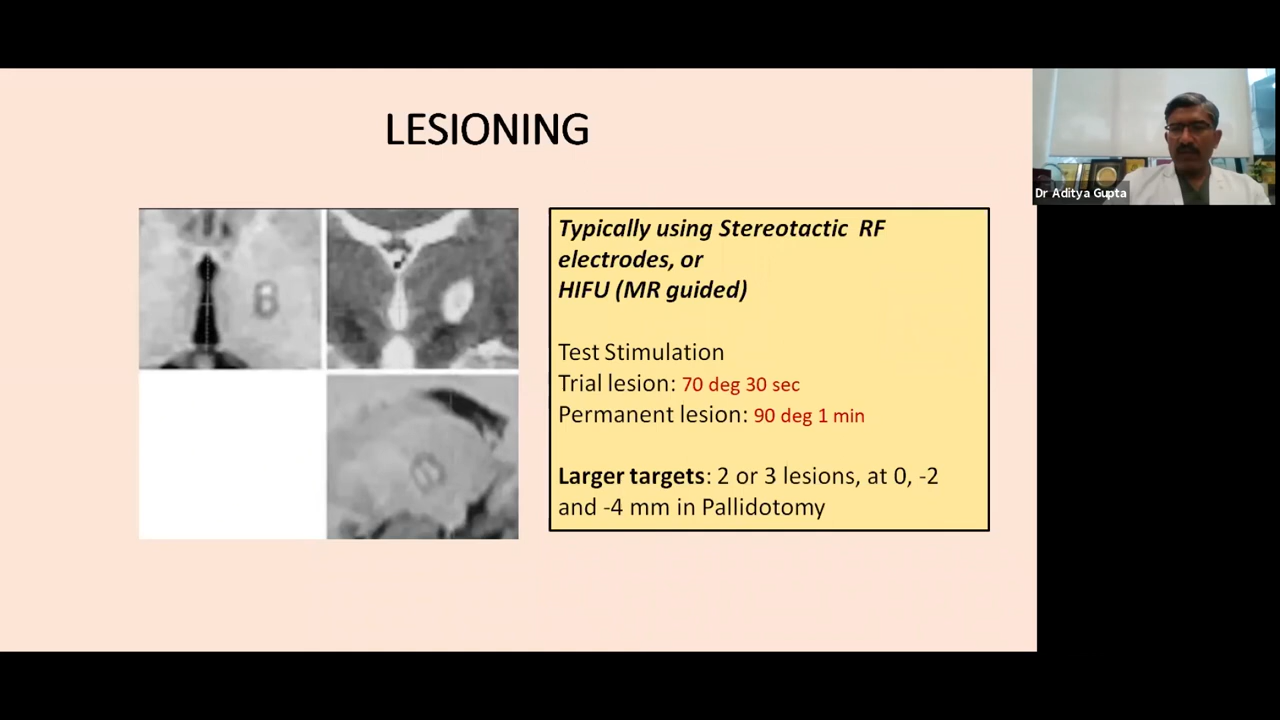 LESIONING
Dr Aditya Gupta
Typically using Stereotactic RF
electrodes, or
HIFU (MR guided)
Test Stimulation
Trial lesion: 70 deg 30 sec
Permanent lesion: 90 deg 1 min
Larger targets: 2 or 3 lesions, at 0, -2
and -4 mm in Pallidotomy